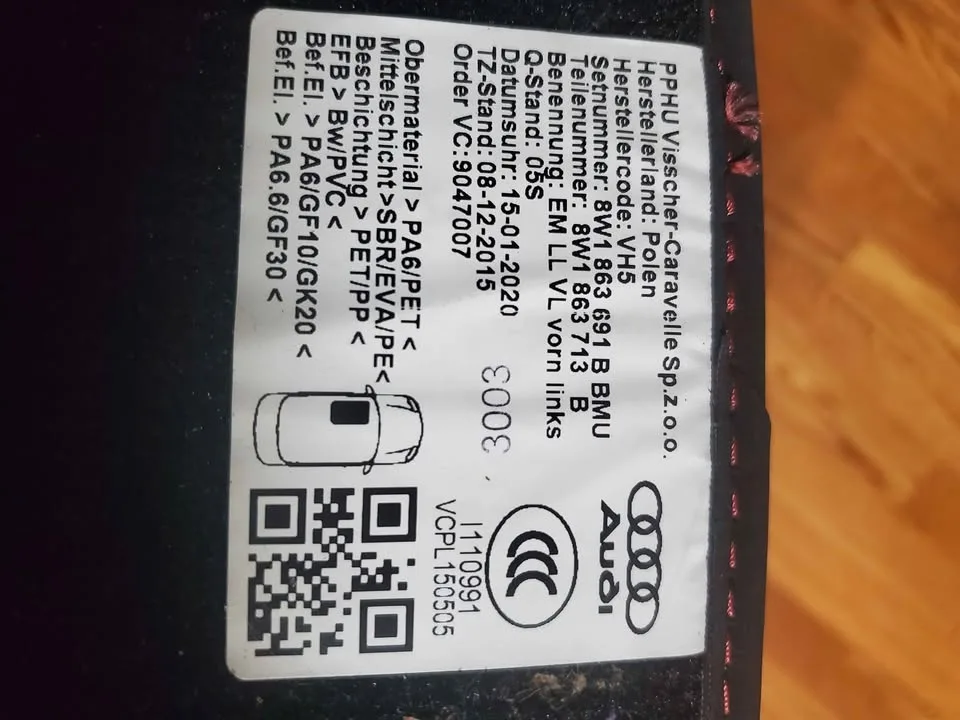 PPHU Visscher-Caravelle Sp.z.o.o.
Herstellerland: Polen
Herstellercode: VH5
Setnummer: 8W1 863 691 B BMU
Teilenummer: 8W1 863 713 B
Benennung: EM LL VL vorn links
Q-Stand: 05S
Datumsuhr: 15-01-2020
TZ-Stand: 08-12-2015
Order VC:9047007
3003
Audi
CCC
I110991
VCPL150505
Obermaterial > PA6/PET <
Mittelschicht>SBR/EVA/PE<
Beschichtung > PET/PP <
EFB > BW/PVC <
Bef.El. > PA6/GF10/GK20 <
Bef.El. > PA6.6/GF30 <